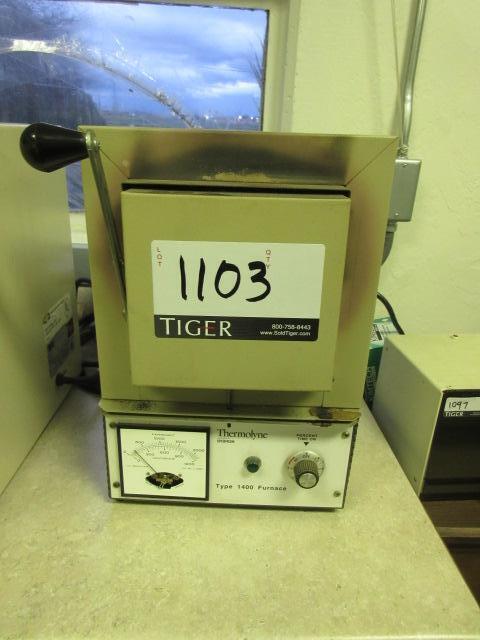 LOT
QTY
1103
TIGER
800-758-8443
www.SoldTiger.com
1097
TIGER
Thermolyne
PERCENT
TIME ON
Type 1400 Furnace